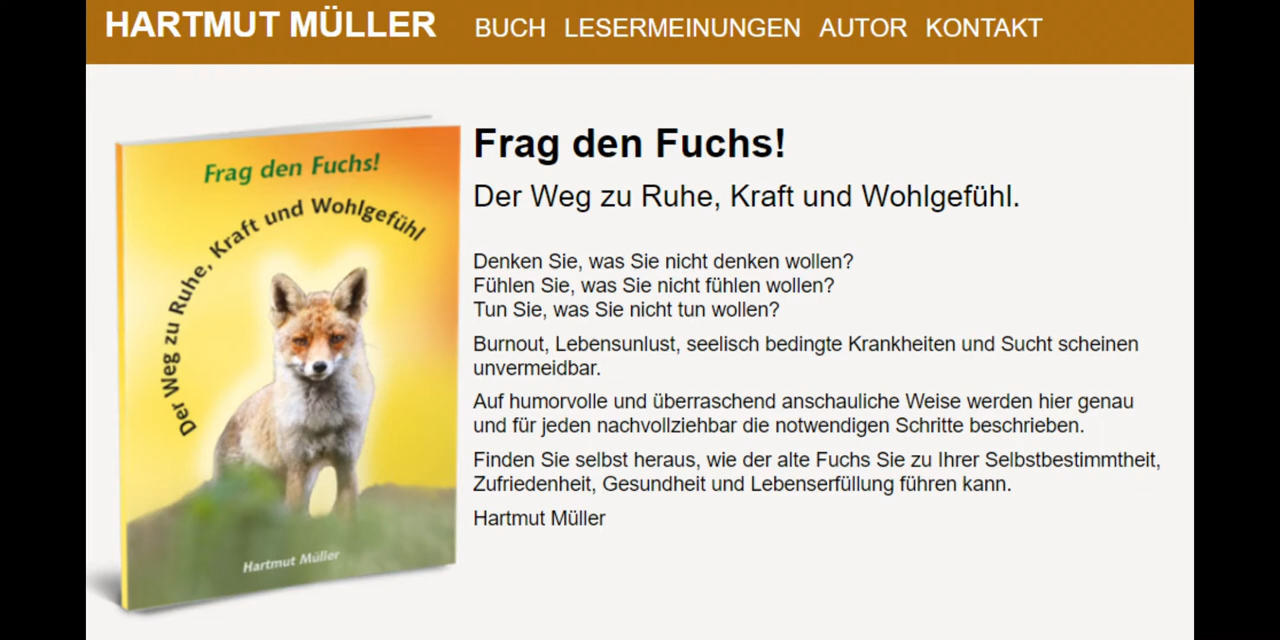 HARTMUT MÜLLER BUCH LESERMEINUNGEN AUTOR KONTAKT
Frag den Fuchs!
Der Weg zu Ruhe, Kraft und Wohlgefühl
Hartmut Müller
Frag den Fuchs!
Der Weg zu Ruhe, Kraft und Wohlgefühl.
Denken Sie, was Sie nicht denken wollen?
Fühlen Sie, was Sie nicht fühlen wollen?
Tun Sie, was Sie nicht tun wollen?
Burnout, Lebensunlust, seelisch bedingte Krankheiten und Sucht scheinen
unvermeidbar.
Auf humorvolle und überraschend anschauliche Weise werden hier genau
und für jeden nachvollziehbar die notwendigen Schritte beschrieben.
Finden Sie selbst heraus, wie der alte Fuchs Sie zu Ihrer Selbstbestimmtheit,
Zufriedenheit, Gesundheit und Lebenserfüllung führen kann.
Hartmut Müller